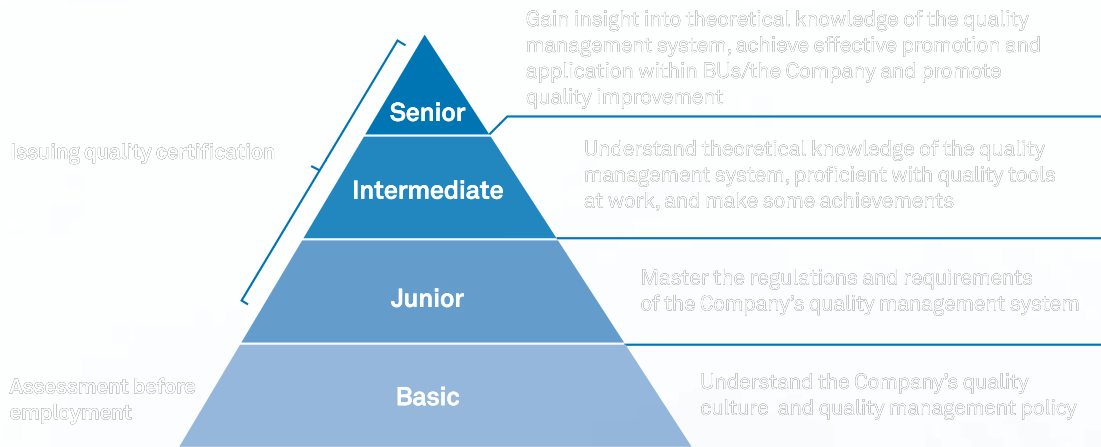 Gain insight into theoretical knowledge of the quality
management system, achieve effective promotion and
application within BUs/the Company and promote
quality improvement
Senior
Issuing quality certification
Understand theoretical knowledge of the quality
management system, proficient with quality tools
at work, and make some achievements
Intermediate
Master the regulations and requirements
of the Company's quality management system
Junior
Assessment before
employment
Basic
Understand the Company's quality
culture and quality management policy